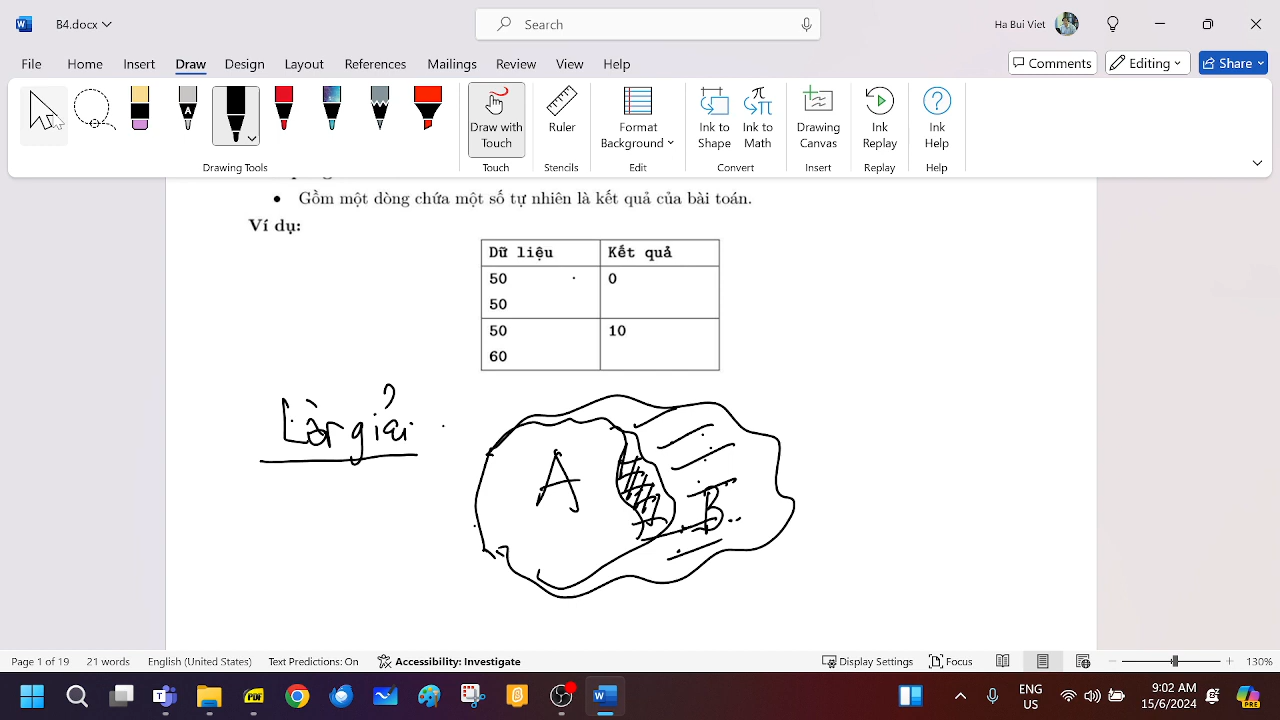 B4.docx
Search
Ha Bui Viet
File Home Insert Draw Design Layout References Mailings Review View Help
Comments Editing Share
Draw with Touch
Ruler
Format Background
Ink to Shape
Ink to Math
Drawing Canvas
Ink Replay
Ink Help
Drawing Tools Touch Stencils Edit Convert Insert Replay Help
Gồm một dòng chứa một số tự nhiên là kết quả của bài toán.
Ví dụ:
Dữ liệu Kết quả
50 0
50
50 10
60
Lời giải
A
B
Page 1 of 19 21 words English (United States) Text Predictions: On Accessibility: Investigate Display Settings Focus 130%
ENG
US
9:02 AM
15/6/2024
PDF
PRE